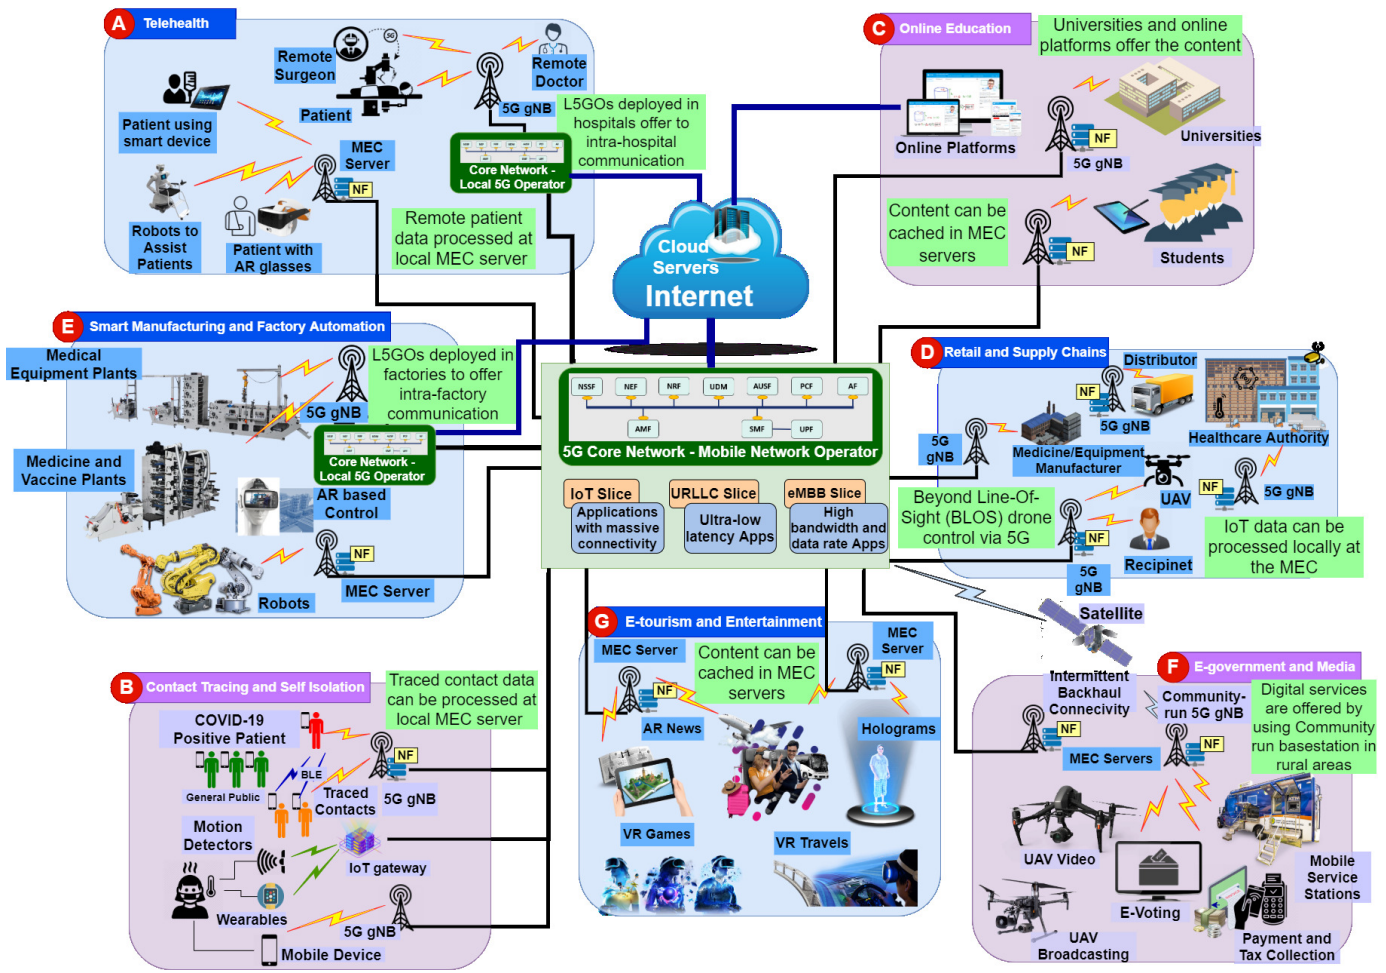 A Telehealth
Remote
Surgeon
5G
Remote
Doctor
Patient
5G gNB
Patient using
smart device
MEC
Server
NF
L5GOs deployed in
hospitals offer to
intra-hospital
communication
Core Network -
Local 5G Operator
Robots to
Assist
Patients
Patient with
AR glasses
Remote patient
data processed at
local MEC server
C Online Education
Universities and online
platforms offer the content
Online Platforms
NF
5G gNB
Universities
Content can be
cached in MEC
servers
NF
Students
Cloud
Servers
Internet
E Smart Manufacturing and Factory Automation
Medical
Equipment Plants
5G gNB
L5GOs deployed in
factories to offer
intra-factory
communication
Core Network -
Local 5G Operator
Medicine and
Vaccine Plants
AR based
Control
NF
Robots
MEC Server
NSSF NEF NRF UDM AUSF PCF AF
AMF SMF UPF
5G Core Network - Mobile Network Operator
IoT Slice
Applications
with massive
connectivity
URLLC Slice
Ultra-low
latency Apps
eMBB Slice
High
bandwidth and
data rate Apps
D Retail and Supply Chains
Distributor
NF
5G gNB
5G
gNB
Medicine/Equipment
Manufacturer
Healthcare Authority
UAV
NF
5G gNB
Beyond Line-Of-
Sight (BLOS) drone
control via 5G
NF
5G
gNB
Recipinet
IoT data can be
processed locally at
the MEC
Satellite
B Contact Tracing and Self Isolation
Traced contact data
can be processed at
local MEC server
COVID-19
Positive Patient
General Public
BLE
Traced
Contacts
NF
5G gNB
Motion
Detectors
IoT gateway
Wearables
Mobile Device
5G gNB
G E-tourism and Entertainment
MEC Server
NF
Content can be
cached in MEC
servers
MEC
Server
NF
AR News
Holograms
VR Games
VR Travels
F E-government and Media
Intermittent
Backhaul
Connecivity
Community-
run 5G gNB
Digital services
are offered by
using Community
run basestation in
rural areas
NF
MEC Servers
NF
UAV Video
E-Voting
Mobile
Service
Stations
UAV
Broadcasting
Payment and
Tax Collection